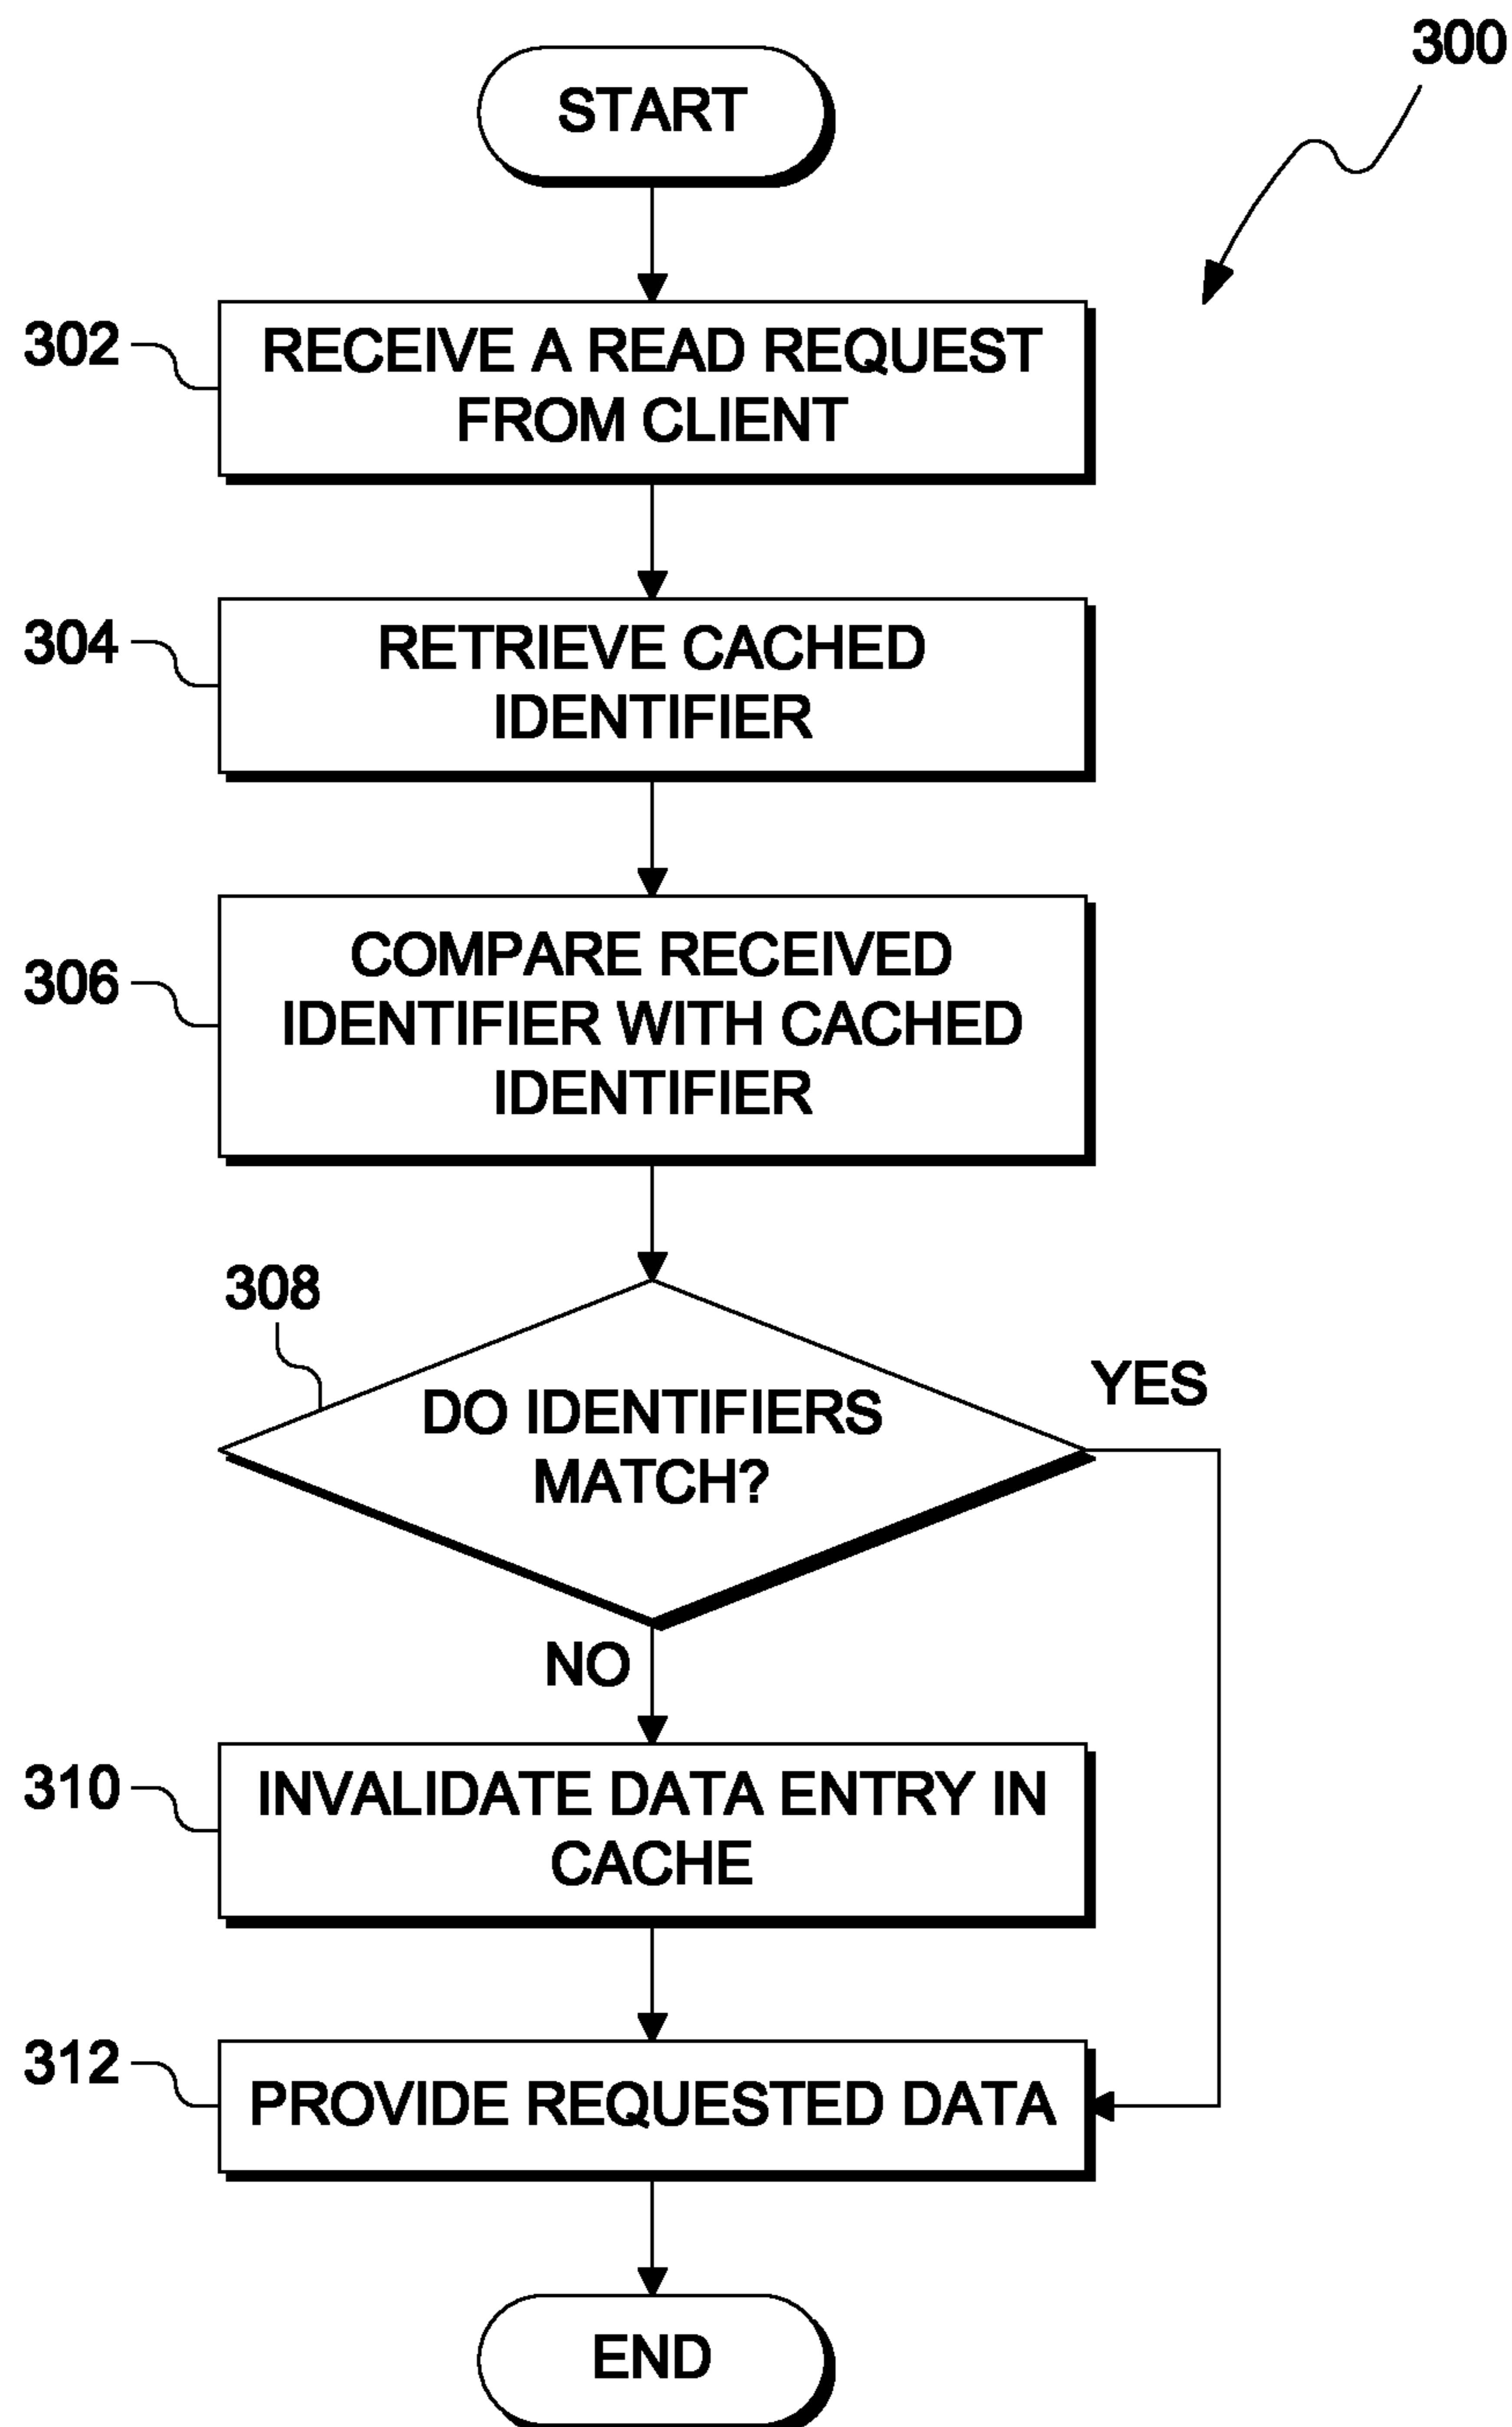 START
300
302
RECEIVE A READ REQUEST
FROM CLIENT
304
RETRIEVE CACHED
IDENTIFIER
306
COMPARE RECEIVED
IDENTIFIER WITH CACHED
IDENTIFIER
308
DO IDENTIFIERS
MATCH?
YES
NO
310
INVALIDATE DATA ENTRY IN
CACHE
312
PROVIDE REQUESTED DATA
END